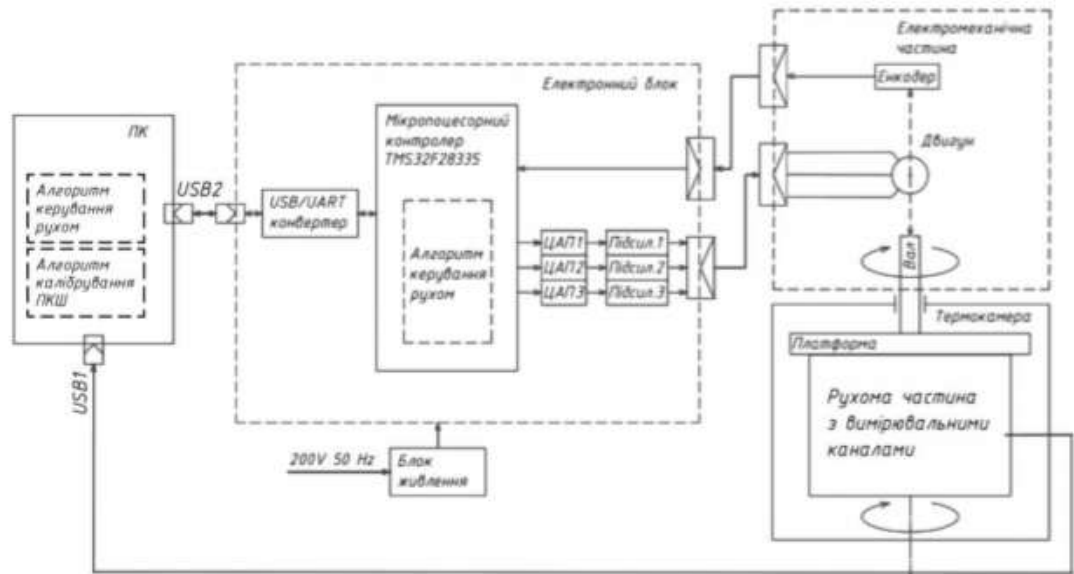 ПК
Алгоритм
керування
рухом
Алгоритм
калібрування
ПКШ
USB2
USB1
Електронний блок
USB/UART
конвертер
Мікропоцесорний
контролер
TMS32F28335
Алгоритм
керування
рухом
ЦАП1
Підсил.1
ЦАП2
Підсил.2
ЦАП3
Підсил.3
200V 50 Hz
Блок
живлення
Електромеханічна
частина
Енкодер
Двигун
Вал
Термокамера
Платформа
Рухома частина
з вимірювальними
каналами